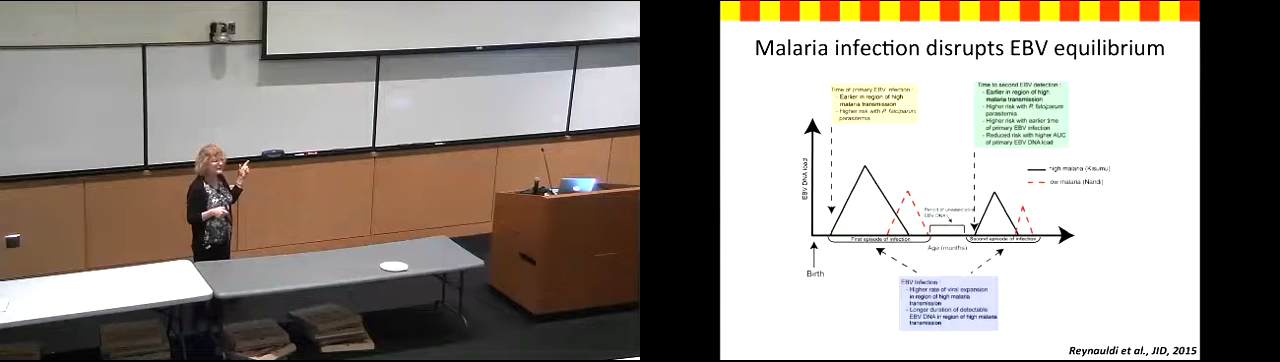 Malaria infection disrupts EBV equilibrium
Time of primary EBV infection :
- Earlier in region of high
malaria transmission
- Higher risk with P. falciparum
parasitemia
Time to second EBV detection :
- Earlier in region of high
malaria transmission
- Higher risk with P. falciparum
parasitemia
- Higher risk with earlier time
of primary EBV infection
- Reduced risk with higher AUC
of primary EBV DNA load
high malaria (Kisumu)
low malaria (Nandi)
EBV DNA load
Period of undetectable
EBV DNA
First episode of infection
Second episode of infection
Age (months)
Birth
EBV Infection :
- Higher rate of viral expansion
in region of high malaria
transmission
- Longer duration of detectable
EBV DNA in region of high malaria
transmission
Reynauldi et al., JID, 2015